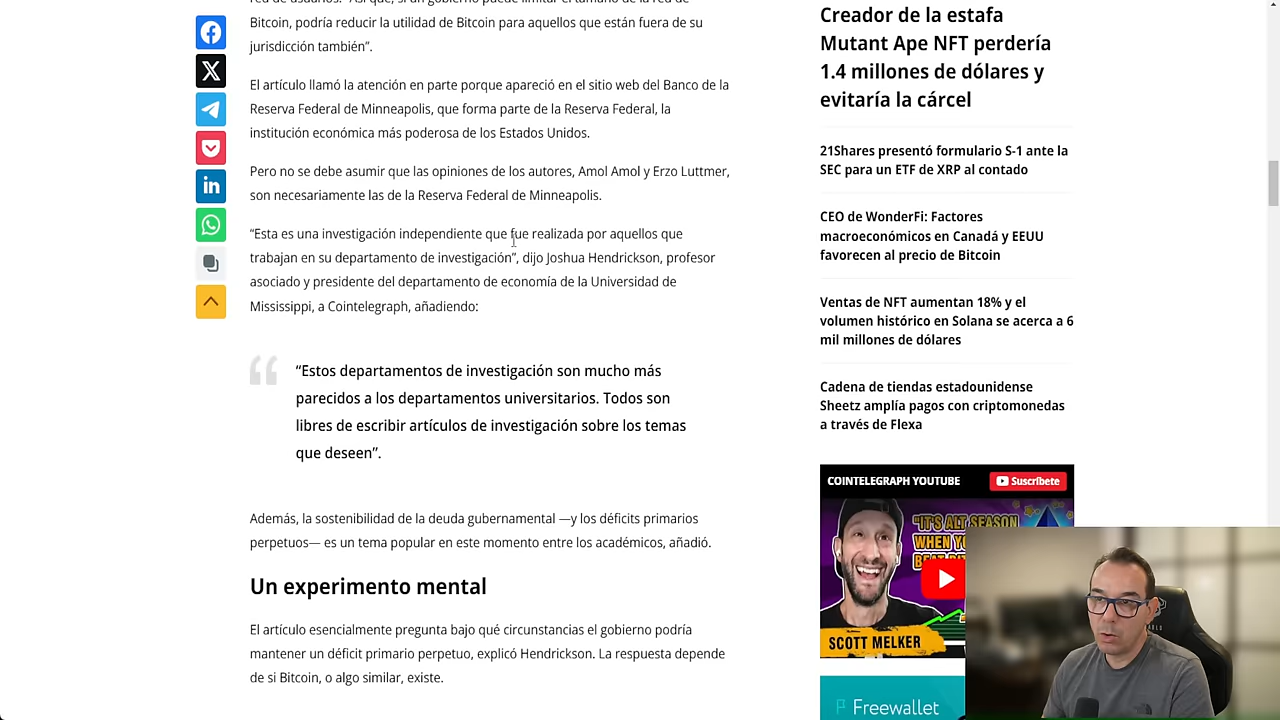 red de usuarios. “Así que, si un gobierno puede limitar el tamaño de la red de
Bitcoin, podría reducir la utilidad de Bitcoin para aquellos que están fuera de su
jurisdicción también”.
El artículo llamó la atención en parte porque apareció en el sitio web del Banco de la
Reserva Federal de Minneapolis, que forma parte de la Reserva Federal, la
institución económica más poderosa de los Estados Unidos.
Pero no se debe asumir que las opiniones de los autores, Amol Amol y Erzo Luttmer,
son necesariamente las de la Reserva Federal de Minneapolis.
“Esta es una investigación independiente que fue realizada por aquellos que
trabajan en su departamento de investigación”, dijo Joshua Hendrickson, profesor
asociado y presidente del departamento de economía de la Universidad de
Mississippi, a Cointelegraph, añadiendo:
“Estos departamentos de investigación son mucho más
parecidos a los departamentos universitarios. Todos son
libres de escribir artículos de investigación sobre los temas
que deseen”.
Además, la sostenibilidad de la deuda gubernamental —y los déficits primarios
perpetuos— es un tema popular en este momento entre los académicos, añadió.
Un experimento mental
El artículo esencialmente pregunta bajo qué circunstancias el gobierno podría
mantener un déficit primario perpetuo, explicó Hendrickson. La respuesta depende
de si Bitcoin, o algo similar, existe.
Creador de la estafa
Mutant Ape NFT perdería
1.4 millones de dólares y
evitaría la cárcel
21Shares presentó formulario S-1 ante la
SEC para un ETF de XRP al contado
CEO de WonderFi: Factores
macroeconómicos en Canadá y EEUU
favorecen al precio de Bitcoin
Ventas de NFT aumentan 18% y el
volumen histórico en Solana se acerca a 6
mil millones de dólares
Cadena de tiendas estadounidense
Sheetz amplía pagos con criptomonedas
a través de Flexa
COINTELEGRAPH YOUTUBE
Suscríbete
"IT'S ALT SEASON
WHEN
SCOTT MELKER
Freewallet